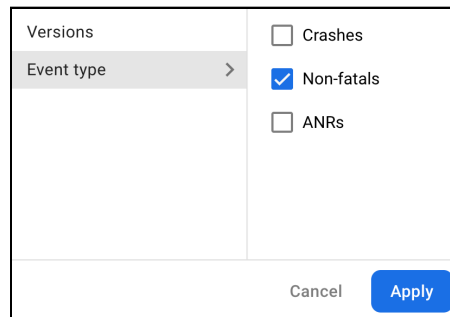 Versions
Event type
Crashes
Non-fatals
ANRs
Cancel
Apply